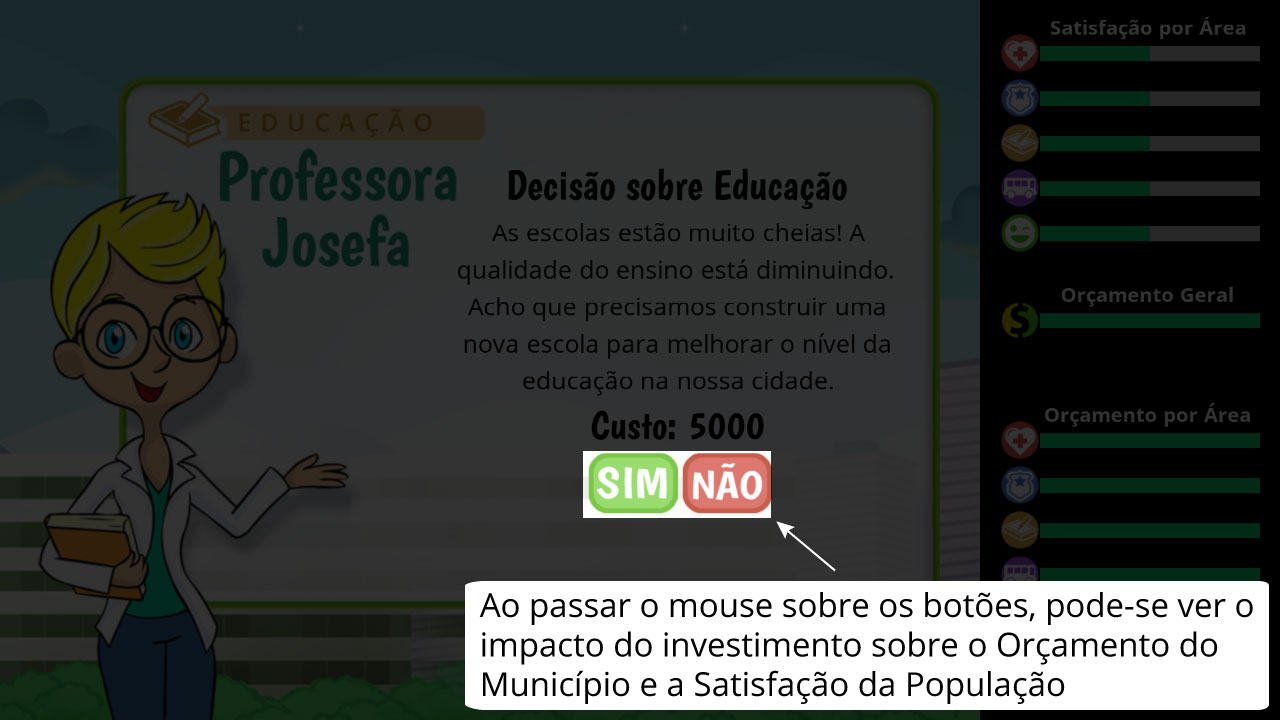 EDUCAÇÃO
Professora
Josefa
Decisão sobre Educação
As escolas estão muito cheias! A
qualidade do ensino está diminuindo.
Acho que precisamos construir uma
nova escola para melhorar o nível da
educação na nossa cidade.
Custo: 5000
SIM NÃO
Ao passar o mouse sobre os botões, pode-se ver o
impacto do investimento sobre o Orçamento do
Município e a Satisfação da População
Satisfação por Área
Orçamento Geral
Orçamento por Área